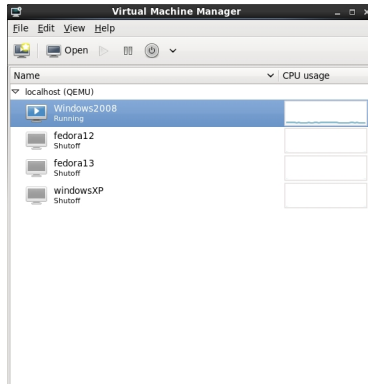 Virtual Machine Manager
File Edit View Help
Open
Name CPU usage
localhost (QEMU)
Windows2008
Running
fedora12
Shutoff
fedora13
Shutoff
windowsXP
Shutoff